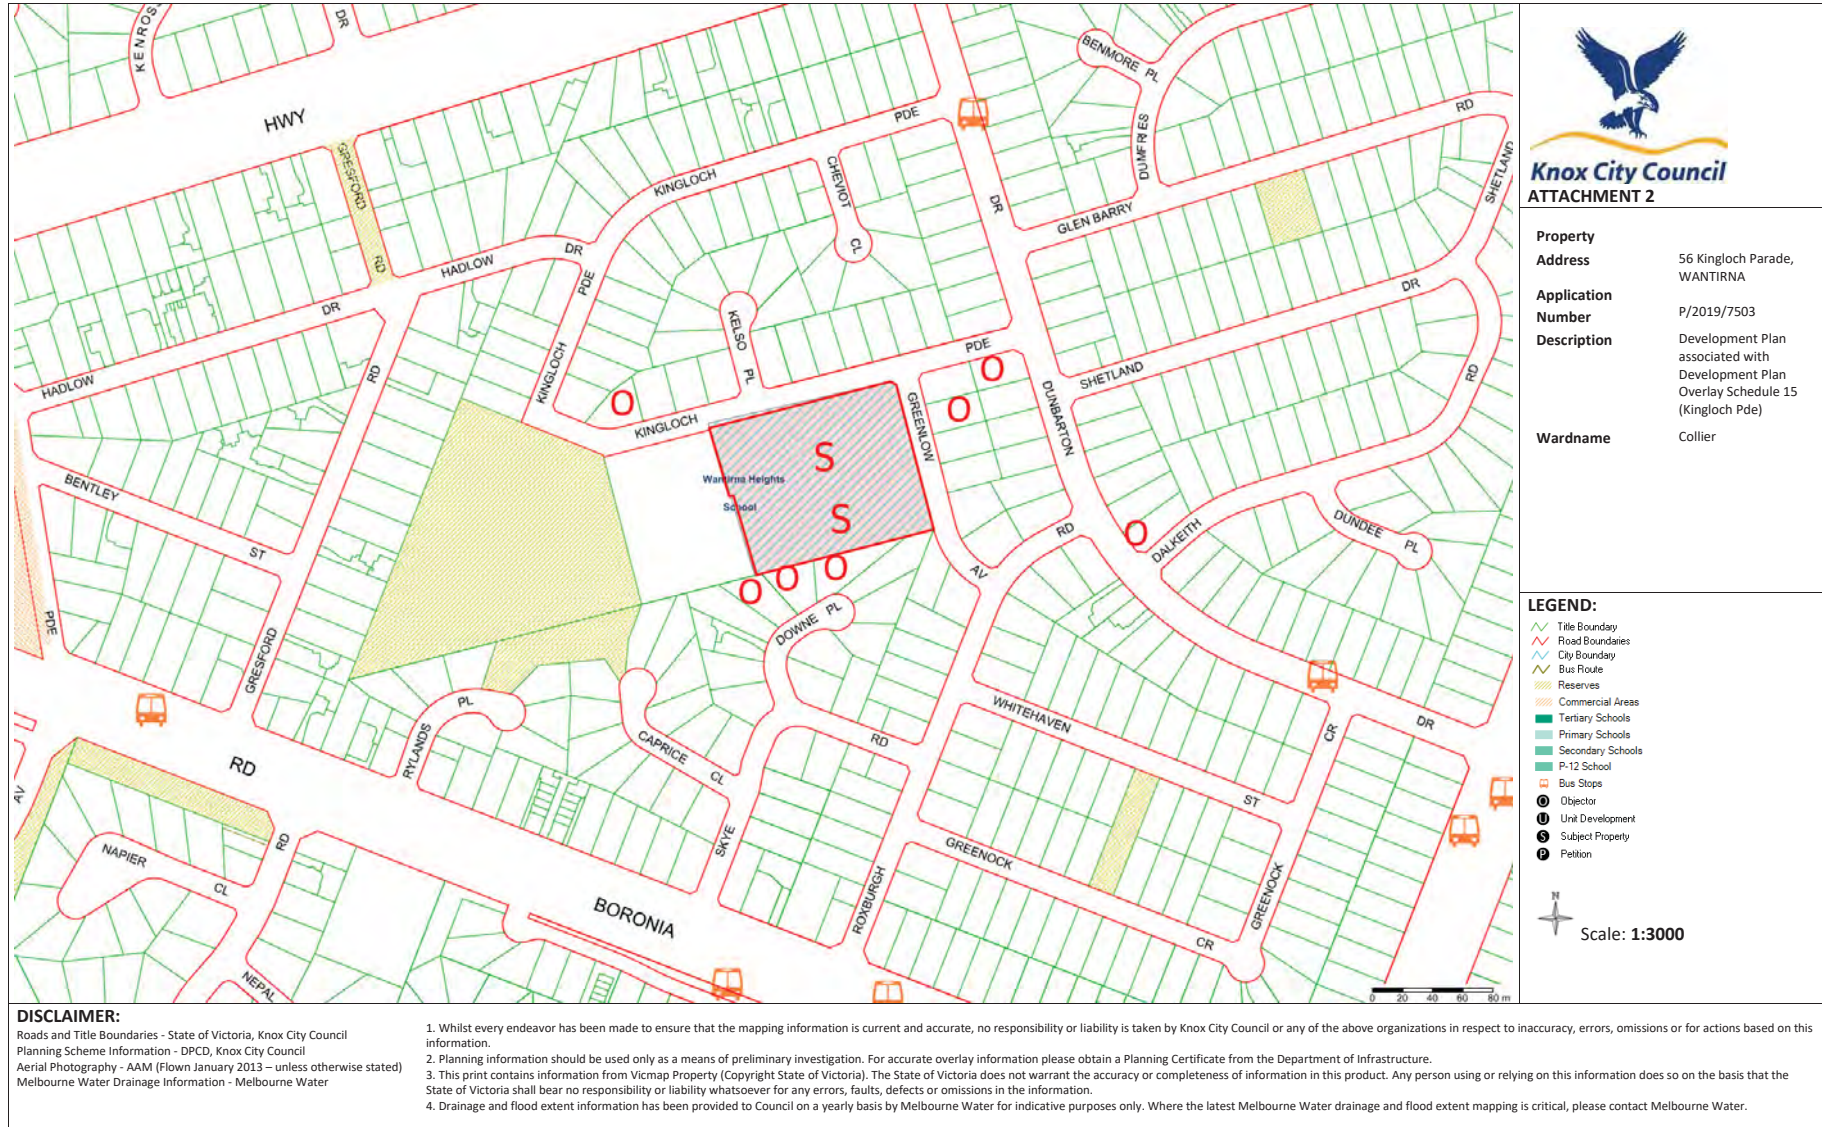 KENROSS
DR
HWY
GRESFORD
RD
KINGLOCH
PDE
CHEVIOT
CL
DR
BENMORE PL
DUMFRIES
RD
SHETLAND
GLEN BARRY
HADLOW
DR
KINGLOCH
PDE
DR
HADLOW
RD
KELSO
PL
PDE
DR
SHETLAND
RD
DUNBARTON
GREENLOW
KINGLOCH
O
O
O
S
S
Wantirna Heights
School
BENTLEY
ST
PDE
GRESFORD
O
O
O
O
DOWNE PL
AV
RD
DALKEITH
DUNDEE PL
RYLANDS
PL
CAPRICE
CL
RD
WHITEHAVEN
ST
CR
DR
RD
AV
RD
NAPIER
CL
NEPAL
BORONIA
SKYE
ROXBURGH
GREENOCK
CR
GREENOCK
0 20 40 60 80 m
Knox City Council
ATTACHMENT 2
Property
Address 56 Kingloch Parade,
WANTIRNA
Application
Number P/2019/7503
Description Development Plan
associated with
Development Plan
Overlay Schedule 15
(Kingloch Pde)
Wardname Collier
LEGEND:
Title Boundary
Road Boundaries
City Boundary
Bus Route
Reserves
Commercial Areas
Tertiary Schools
Primary Schools
Secondary Schools
P-12 School
Bus Stops
O Objector
U Unit Development
S Subject Property
P Petition
N
Scale: 1:3000
DISCLAIMER:
Roads and Title Boundaries - State of Victoria, Knox City Council
Planning Scheme Information - DPCD, Knox City Council
Aerial Photography - AAM (Flown January 2013 – unless otherwise stated)
Melbourne Water Drainage Information - Melbourne Water
1. Whilst every endeavor has been made to ensure that the mapping information is current and accurate, no responsibility or liability is taken by Knox City Council or any of the above organizations in respect to inaccuracy, errors, omissions or for actions based on this
information.
2. Planning information should be used only as a means of preliminary investigation. For accurate overlay information please obtain a Planning Certificate from the Department of Infrastructure.
3. This print contains information from Vicmap Property (Copyright State of Victoria). The State of Victoria does not warrant the accuracy or completeness of information in this product. Any person using or relying on this information does so on the basis that the
State of Victoria shall bear no responsibility or liability whatsoever for any errors, faults, defects or omissions in the information.
4. Drainage and flood extent information has been provided to Council on a yearly basis by Melbourne Water for indicative purposes only. Where the latest Melbourne Water drainage and flood extent mapping is critical, please contact Melbourne Water.